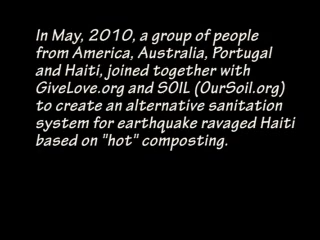 In May, 2010, a group of people
from America, Australia, Portugal
and Haiti, joined together with
GiveLove.org and SOIL (OurSoil.org)
to create an alternative sanitation
system for earthquake ravaged Haiti
based on "hot" composting.